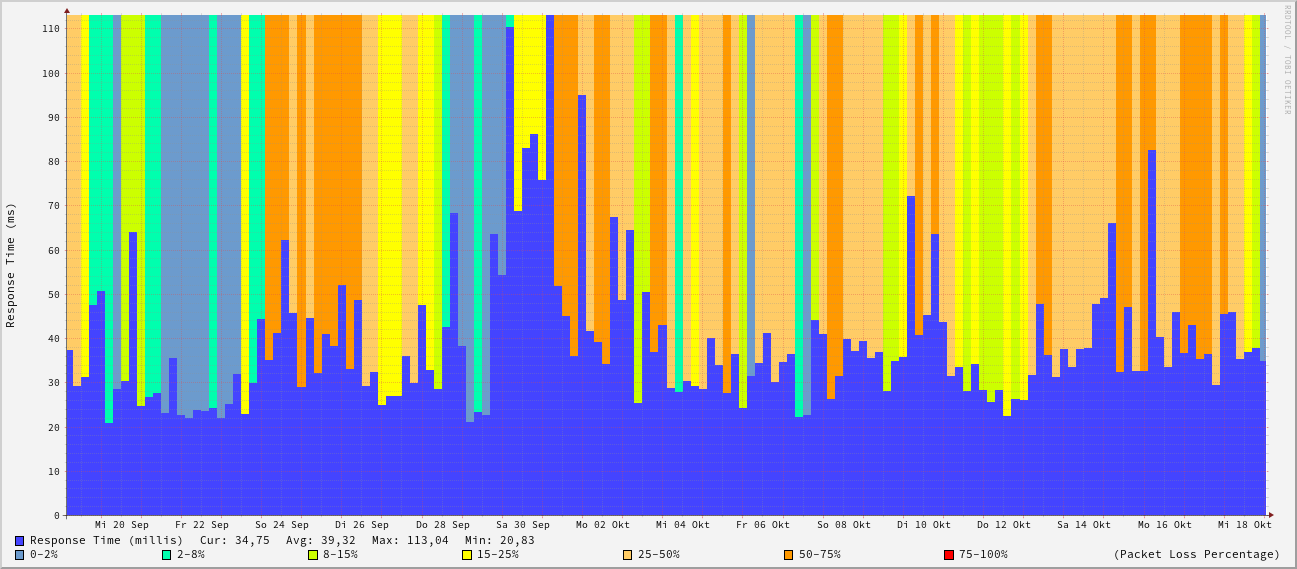 RRDTOOL / TOBI OETIKER
Response Time (ms)
110
100
90
80
70
60
50
40
30
20
10
0
Mi 20 Sep Fr 22 Sep So 24 Sep Di 26 Sep Do 28 Sep Sa 30 Sep Mo 02 Okt Mi 04 Okt Fr 06 Okt So 08 Okt Di 10 Okt Do 12 Okt Sa 14 Okt Mo 16 Okt Mi 18 Okt
Response Time (millis) Cur: 34,75 Avg: 39,32 Max: 113,04 Min: 20,83
0-2% 2-8% 8-15% 15-25% 25-50% 50-75% 75-100% (Packet Loss Percentage)